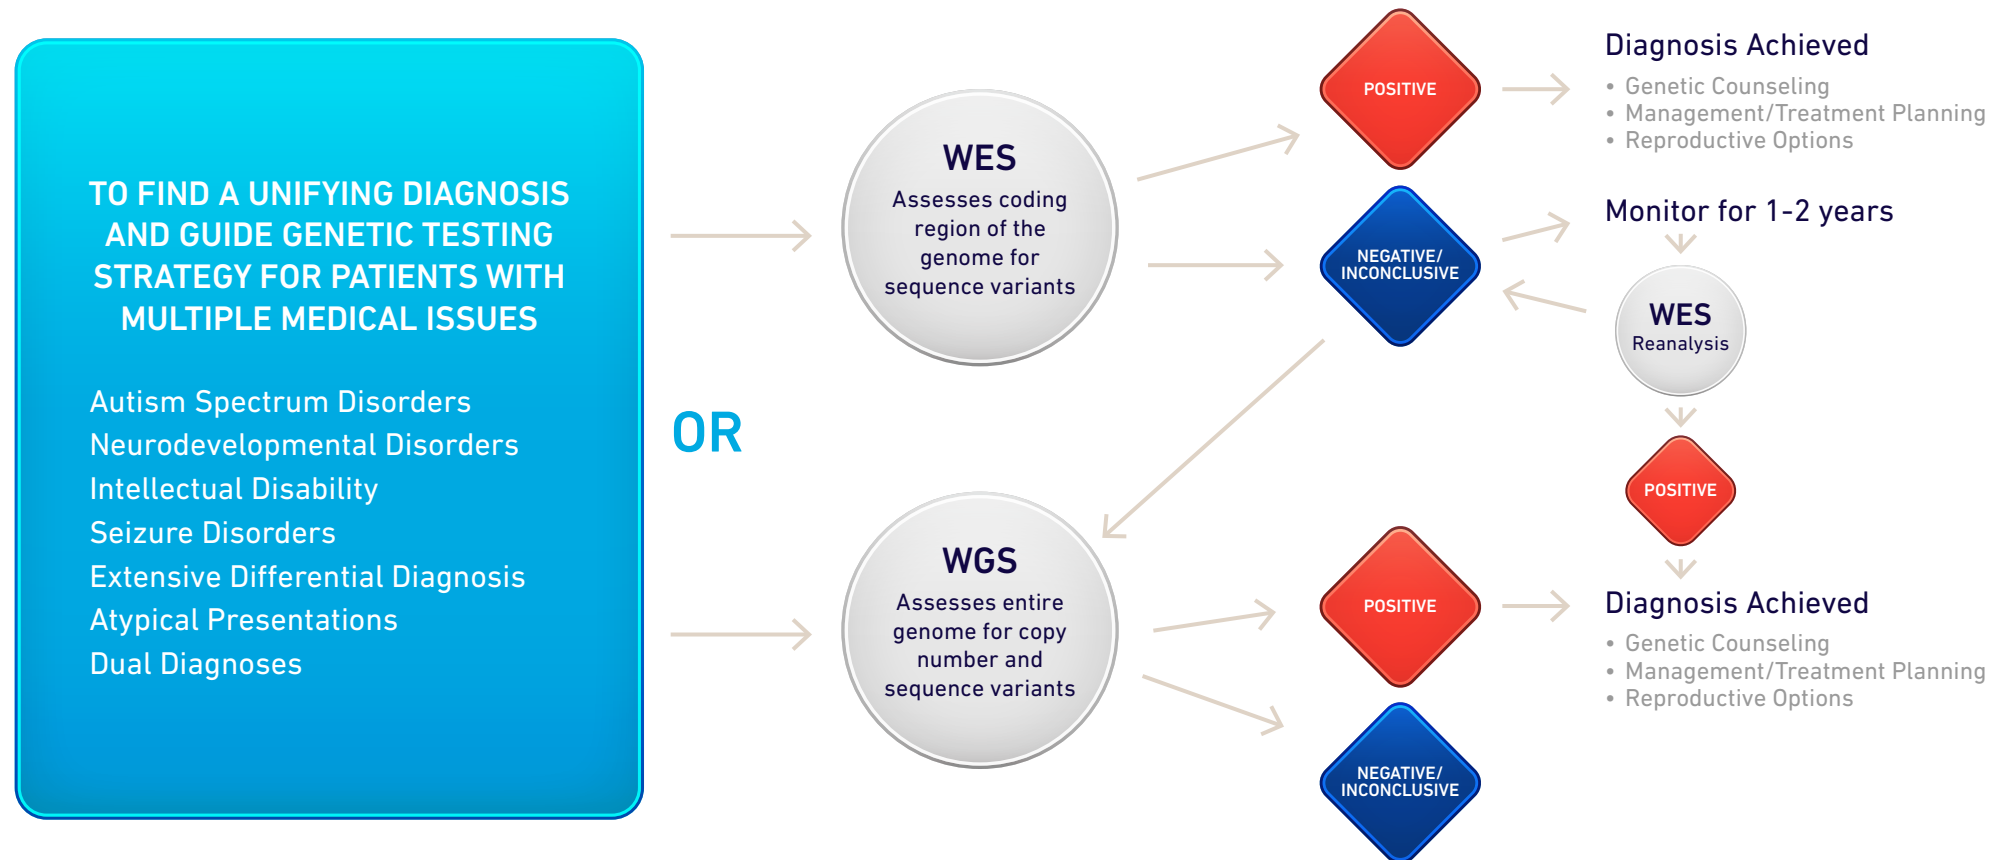 TO FIND A UNIFYING DIAGNOSIS
AND GUIDE GENETIC TESTING
STRATEGY FOR PATIENTS WITH
MULTIPLE MEDICAL ISSUES
Autism Spectrum Disorders
Neurodevelopmental Disorders
Intellectual Disability
Seizure Disorders
Extensive Differential Diagnosis
Atypical Presentations
Dual Diagnoses
OR
WES
Assesses coding
region of the
genome for
sequence variants
POSITIVE
Diagnosis Achieved
• Genetic Counseling
• Management/Treatment Planning
• Reproductive Options
NEGATIVE/
INCONCLUSIVE
Monitor for 1-2 years
WES
Reanalysis
POSITIVE
WGS
Assesses entire
genome for copy
number and
sequence variants
POSITIVE
Diagnosis Achieved
• Genetic Counseling
• Management/Treatment Planning
• Reproductive Options
NEGATIVE/
INCONCLUSIVE